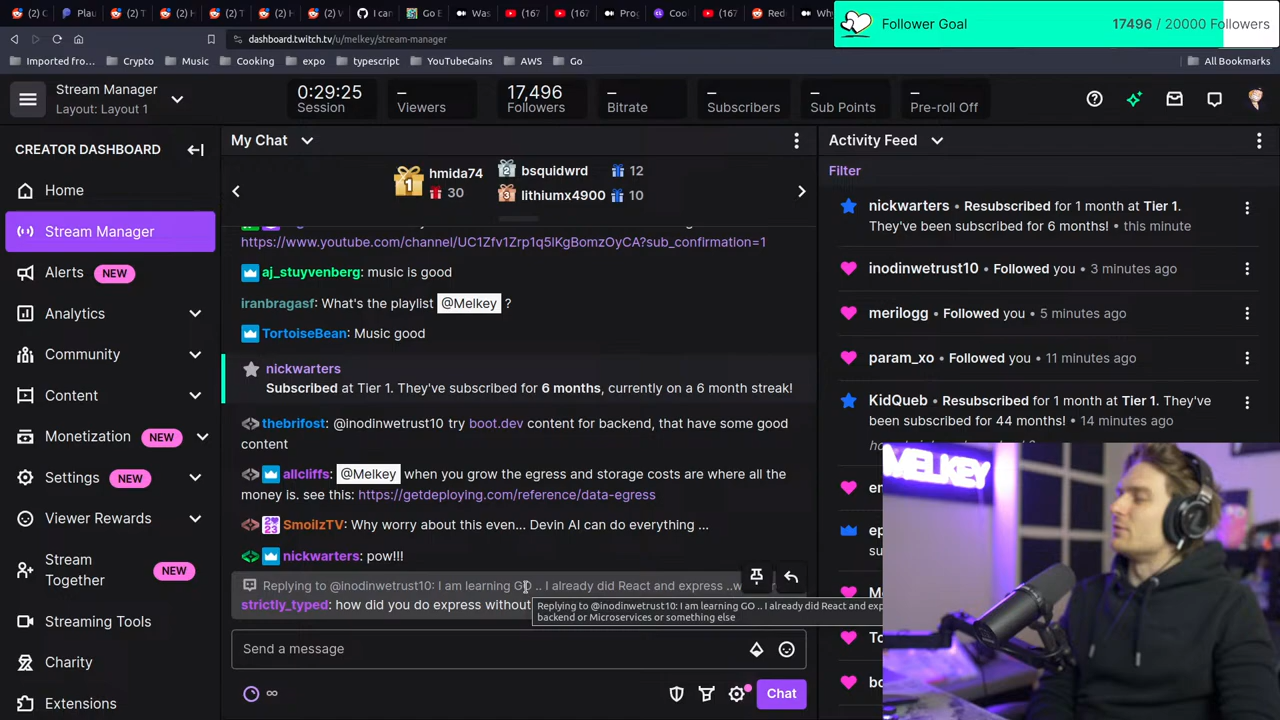 Follower Goal
17496 / 20000 Followers
dashboard.twitch.tv/u/melkey/stream-manager
Imported fro...
Crypto
Music
Cooking
expo
typescript
YouTubeGains
AWS
Go
All Bookmarks
Stream Manager
Layout: Layout 1
0:29:25
Session
–
Viewers
17,496
Followers
–
Bitrate
–
Subscribers
–
Sub Points
–
Pre-roll Off
CREATOR DASHBOARD
Home
Stream Manager
Alerts NEW
Analytics
Community
Content
Monetization NEW
Settings NEW
Viewer Rewards
Stream
Together NEW
Streaming Tools
Charity
Extensions
My Chat
1 hmida74
30
2 bsquidwrd 12
3 lithiumx4900 10
https://www.youtube.com/channel/UC1Zfv1Zrp1q5lKgBomzOyCA?sub_confirmation=1
aj_stuyvenberg: music is good
iranbragasf: What's the playlist @Melkey ?
TortoiseBean: Music good
nickwarters
Subscribed at Tier 1. They've subscribed for 6 months, currently on a 6 month streak!
thebrifost: @inodinwetrust10 try boot.dev content for backend, that have some good
content
allcliffs: @Melkey when you grow the egress and storage costs are where all the
money is. see this: https://getdeploying.com/reference/data-egress
SmoilzTV: Why worry about this even... Devin AI can do everything ...
nickwarters: pow!!!
Replying to @inodinwetrust10: I am learning GO .. I already did React and express ..w
strictly_typed: how did you do express without
Replying to @inodinwetrust10: I am learning GO .. I already did React and exp
backend or Microservices or something else
Send a message
∞
Chat
Activity Feed
Filter
nickwarters • Resubscribed for 1 month at Tier 1.
They've been subscribed for 6 months! • this minute
inodinwetrust10 • Followed you • 3 minutes ago
merilogg • Followed you • 5 minutes ago
param_xo • Followed you • 11 minutes ago
KidQueb • Resubscribed for 1 month at Tier 1. They've
been subscribed for 44 months! • 14 minutes ago
MELKEY